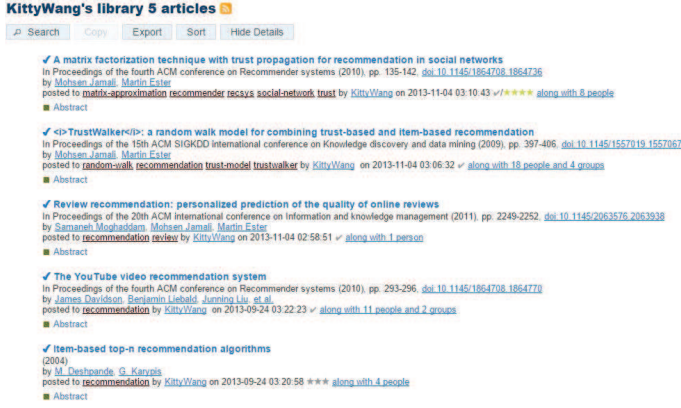 KittyWang's library 5 articles
Search Copy Export Sort Hide Details
A matrix factorization technique with trust propagation for recommendation in social networks
In Proceedings of the fourth ACM conference on Recommender systems (2010), pp. 135-142, doi:10.1145/1864708.1864736
by Mohsen Jamali, Martin Ester
posted to matrix-approximation recommender recsys social-network trust by KittyWang on 2013-11-04 03:10:43 ✓/★★★★ along with 8 people
Abstract
<i>TrustWalker</i>: a random walk model for combining trust-based and item-based recommendation
In Proceedings of the 15th ACM SIGKDD international conference on Knowledge discovery and data mining (2009), pp. 397-406, doi:10.1145/1557019.1557067
by Mohsen Jamali, Martin Ester
posted to random-walk recommendation trust-model trustwalker by KittyWang on 2013-11-04 03:06:32 ✓ along with 18 people and 4 groups
Abstract
Review recommendation: personalized prediction of the quality of online reviews
In Proceedings of the 20th ACM international conference on Information and knowledge management (2011), pp. 2249-2252, doi:10.1145/2063576.2063938
by Samaneh Moghaddam, Mohsen Jamali, Martin Ester
posted to recommendation review by KittyWang on 2013-11-04 02:58:51 ✓ along with 1 person
Abstract
The YouTube video recommendation system
In Proceedings of the fourth ACM conference on Recommender systems (2010), pp. 293-296, doi:10.1145/1864708.1864770
by James Davidson, Benjamin Liebald, Junning Liu, et al.
posted to recommendation by KittyWang on 2013-09-24 03:22:23 ✓ along with 11 people and 2 groups
Abstract
Item-based top-n recommendation algorithms
(2004)
by M. Deshpande, G. Karypis
posted to recommendation by KittyWang on 2013-09-24 03:20:58 ★★★ along with 4 people
Abstract